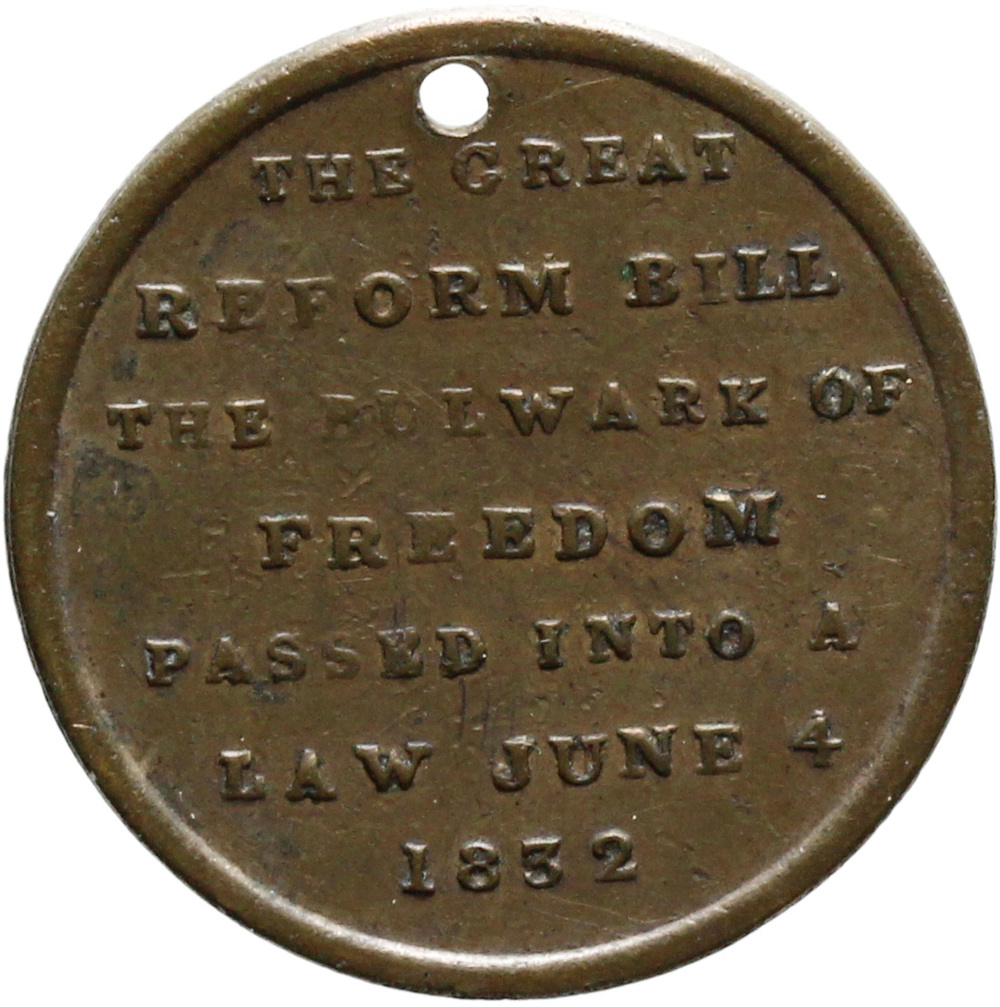 THE GREAT
REFORM BILL
THE BULWARK OF
FREEDOM
PASSED INTO A
LAW JUNE 4
1832